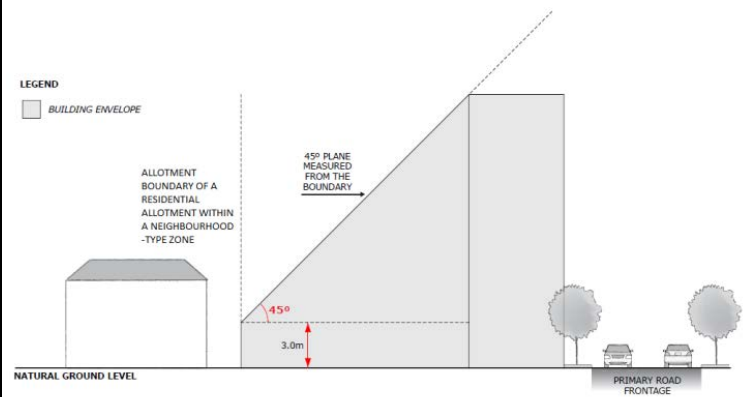 LEGEND
BUILDING ENVELOPE
ALLOTMENT
BOUNDARY OF A
RESIDENTIAL
ALLOTMENT WITHIN
A NEIGHBOURHOOD
-TYPE ZONE
45º PLANE
MEASURED
FROM THE
BOUNDARY
45º
3.0m
NATURAL GROUND LEVEL
PRIMARY ROAD
FRONTAGE